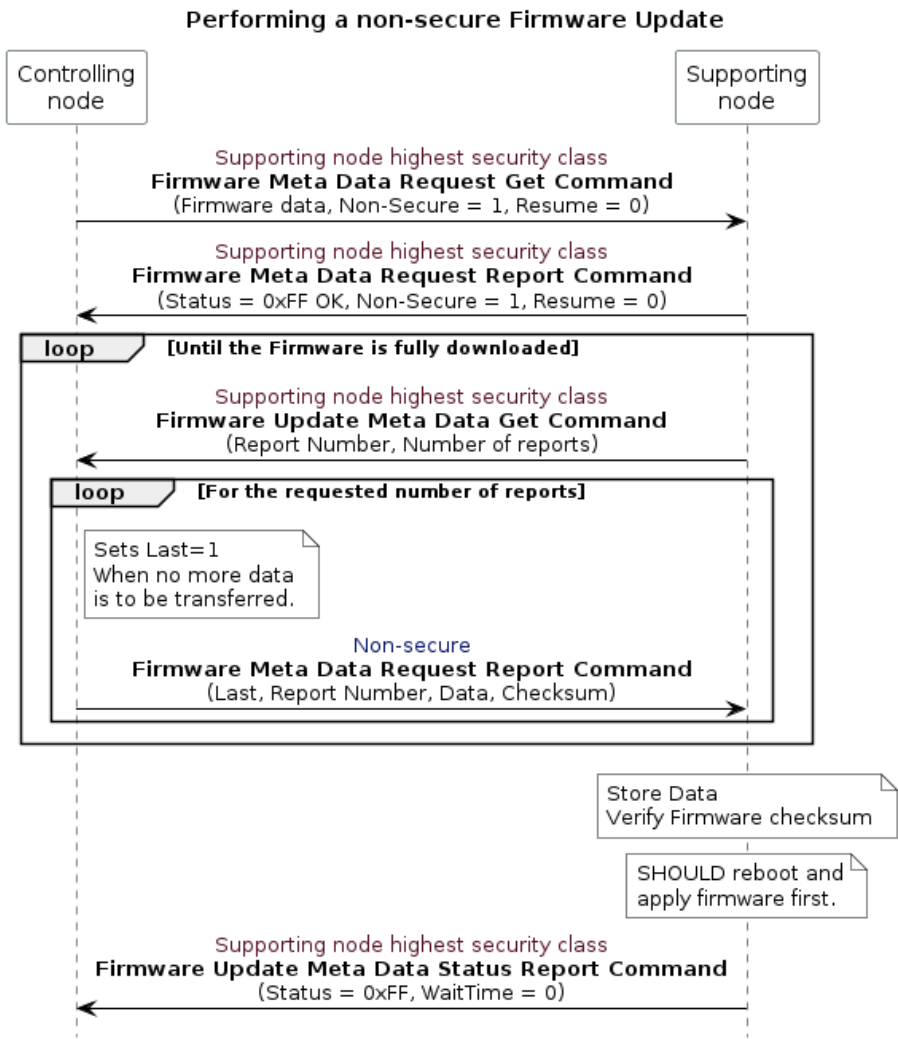 Performing a non-secure Firmware Update
Controlling
node
Supporting
node
Supporting node highest security class
Firmware Meta Data Request Get Command
(Firmware data, Non-Secure = 1, Resume = 0)
Supporting node highest security class
Firmware Meta Data Request Report Command
(Status = 0xFF OK, Non-Secure = 1, Resume = 0)
loop [Until the Firmware is fully downloaded]
Supporting node highest security class
Firmware Update Meta Data Get Command
(Report Number, Number of reports)
loop [For the requested number of reports]
Sets Last=1
When no more data
is to be transferred.
Non-secure
Firmware Meta Data Request Report Command
(Last, Report Number, Data, Checksum)
Store Data
Verify Firmware checksum
SHOULD reboot and
apply firmware first.
Supporting node highest security class
Firmware Update Meta Data Status Report Command
(Status = 0xFF, WaitTime = 0)